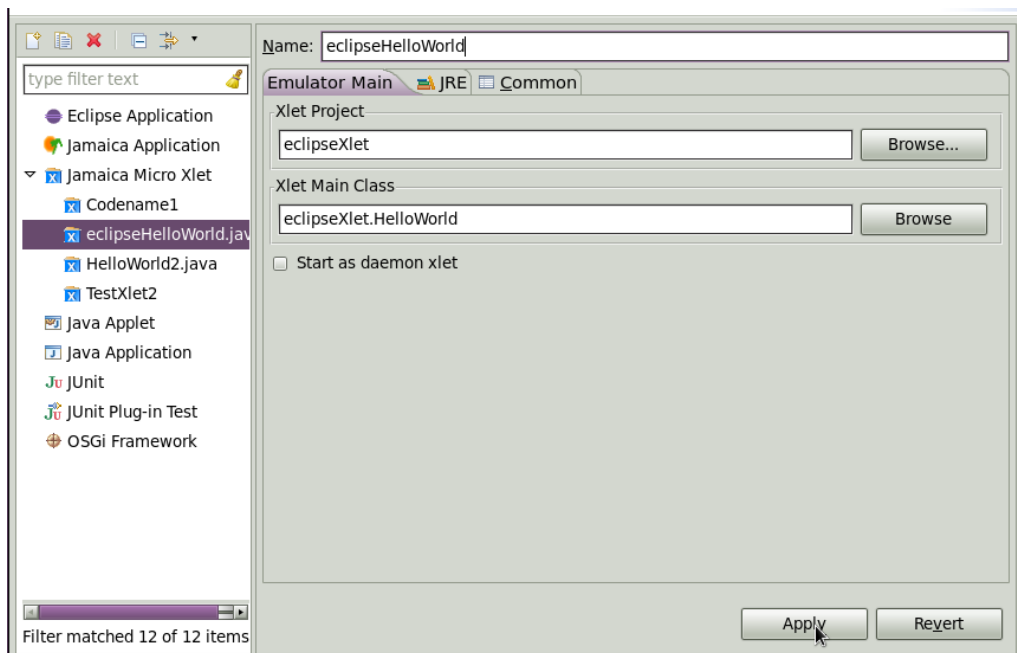 Name: eclipseHelloWorld
type filter text
Emulator Main JRE Common
Eclipse Application
Jamaica Application
Jamaica Micro Xlet
Codename1
eclipseHelloWorld.jav
HelloWorld2.java
TestXlet2
Java Applet
Java Application
JUnit
JUnit Plug-in Test
OSGi Framework
Filter matched 12 of 12 items
Xlet Project
eclipseXlet Browse...
Xlet Main Class
eclipseXlet.HelloWorld Browse
Start as daemon xlet
Apply Revert